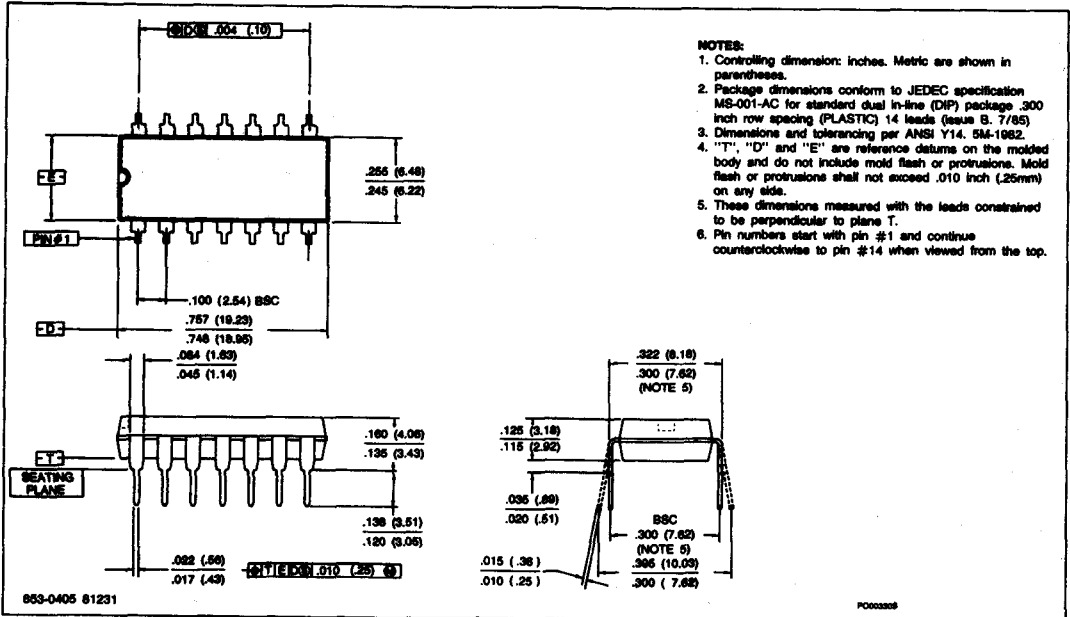 D .004 (.10)
NOTES:
1. Controlling dimension: inches. Metric are shown in
parentheses.
2. Package dimensions conform to JEDEC specification
MS-001-AC for standard dual in-line (DIP) package .300
inch row spacing (PLASTIC) 14 leads (issue B. 7/85)
3. Dimensions and tolerancing per ANSI Y14. 5M-1982.
4. "T", "D" and "E" are reference datums on the molded
body and do not include mold flash or protrusions. Mold
flash or protrusions shall not exceed .010 inch (.25mm)
on any side.
5. These dimensions measured with the leads constrained
to be perpendicular to plane T.
6. Pin numbers start with pin #1 and continue
counterclockwise to pin #14 when viewed from the top.
-E-
.255 (6.48)
.245 (6.22)
PIN #1
.100 (2.54) BSC
-D-
.757 (19.23)
.746 (18.95)
.064 (1.63)
.045 (1.14)
.322 (8.18)
.300 (7.62)
(NOTE 5)
.160 (4.06)
.135 (3.43)
.125 (3.18)
.115 (2.92)
-T-
SEATING
PLANE
.035 (.89)
.020 (.51)
.138 (3.51)
.120 (3.05)
BSC
.300 (7.62)
(NOTE 5)
.395 (10.03)
.300 ( 7.62)
.022 (.56)
.017 (.43)
T E D .010 (.25)
.015 (.38 )
.010 (.25 )
853-0405 81231